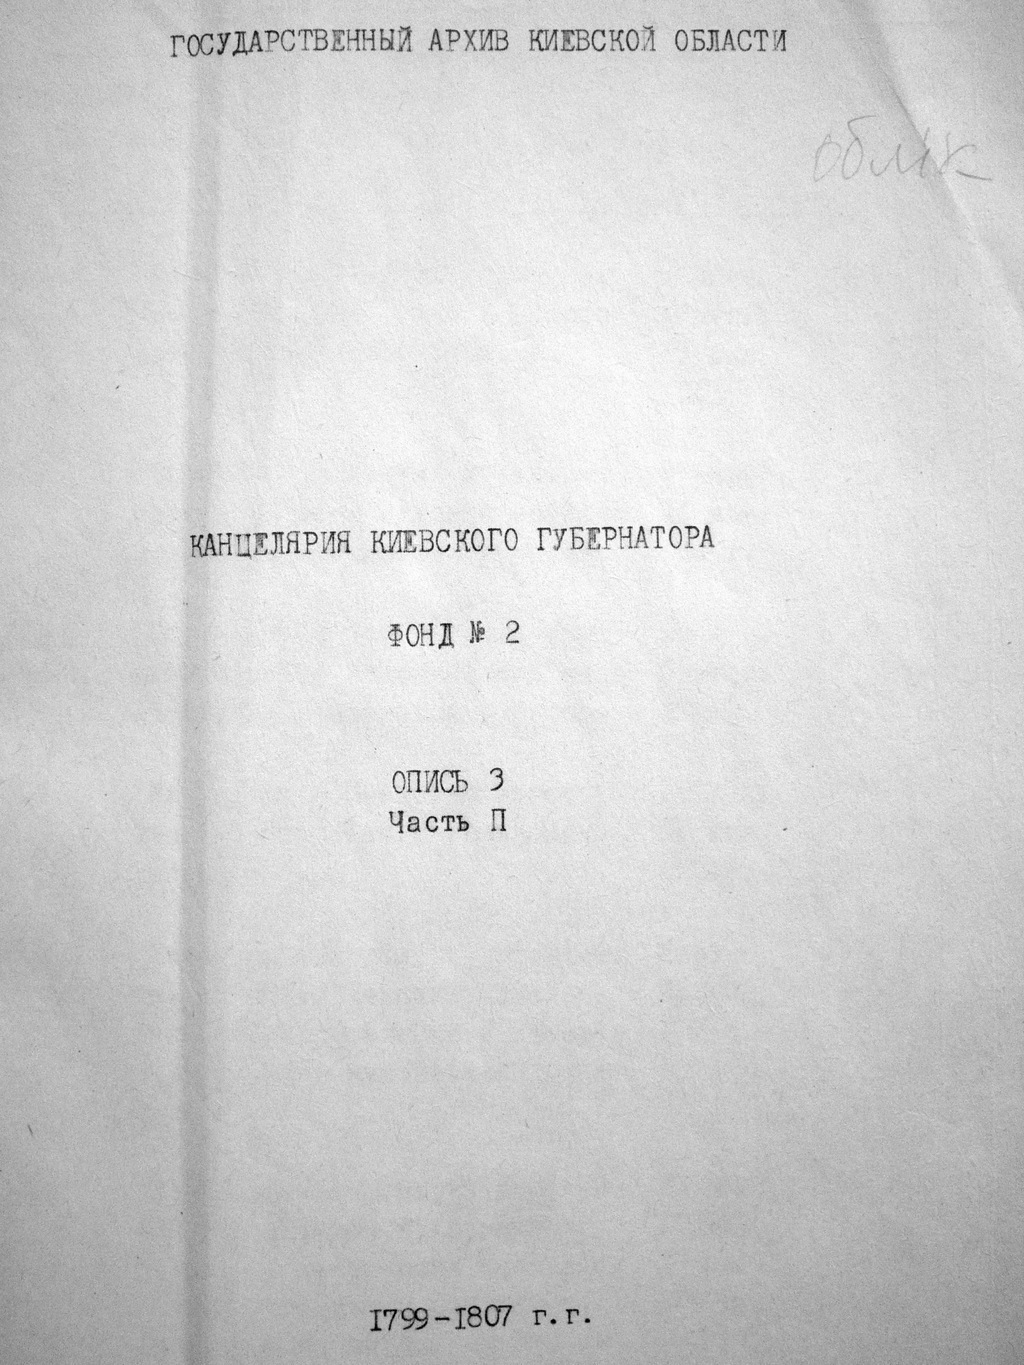 ГОСУДАРСТВЕННЫЙ АРХИВ КИЕВСКОЙ ОБЛАСТИ
облік
КАНЦЕЛЯРИЯ КИЕВСКОГО ГУБЕРНАТОРА
ФОНД № 2
ОПИСЬ 3
Часть П
1799-1807 г.г.